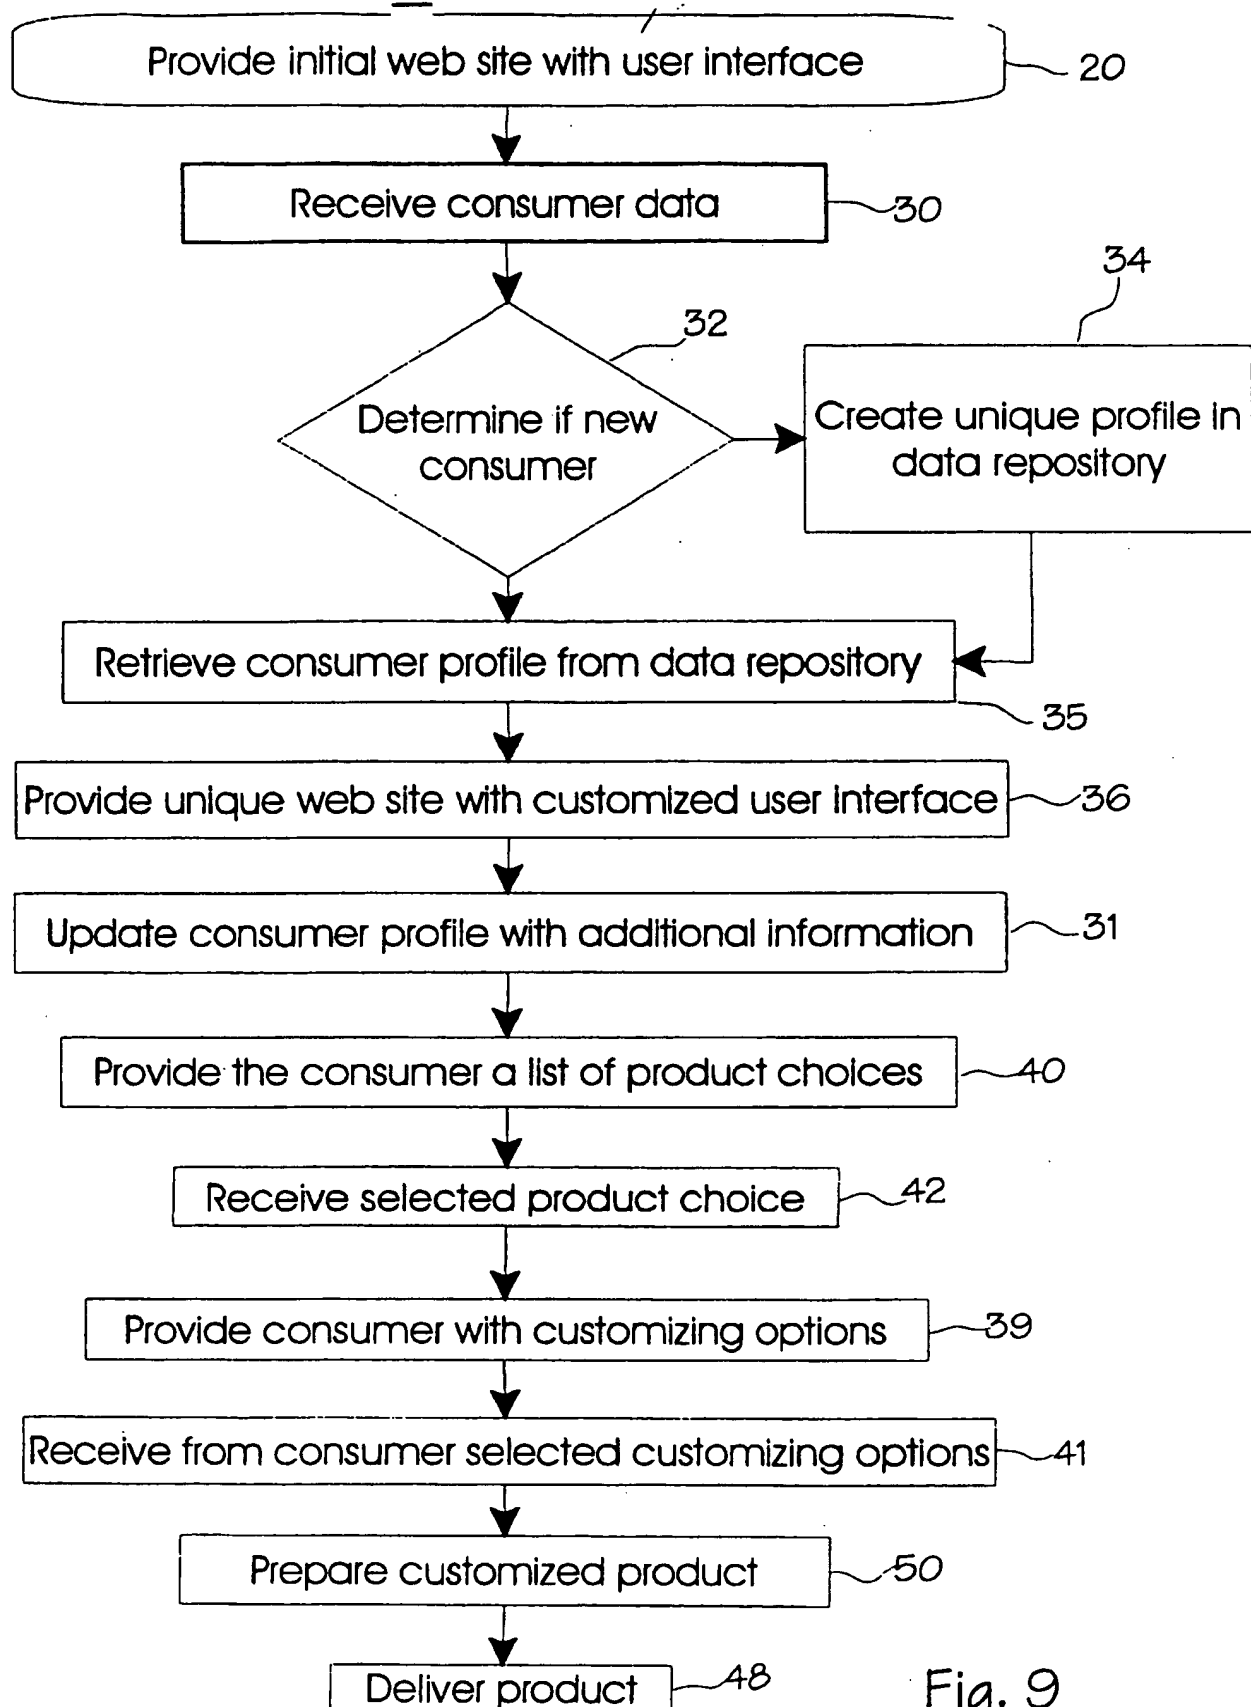 Provide initial web site with user interface
20
Receive consumer data
30
34
32
Determine if new
consumer
Create unique profile in
data repository
Retrieve consumer profile from data repository
35
Provide unique web site with customized user interface
36
Update consumer profile with additional information
31
Provide the consumer a list of product choices
40
Receive selected product choice
42
Provide consumer with customizing options
39
Receive from consumer selected customizing options
41
Prepare customized product
50
Deliver product
48
Fig. 9